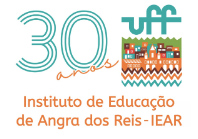 30
anos
uff
Instituto de Educação
de Angra dos Reis-IEAR